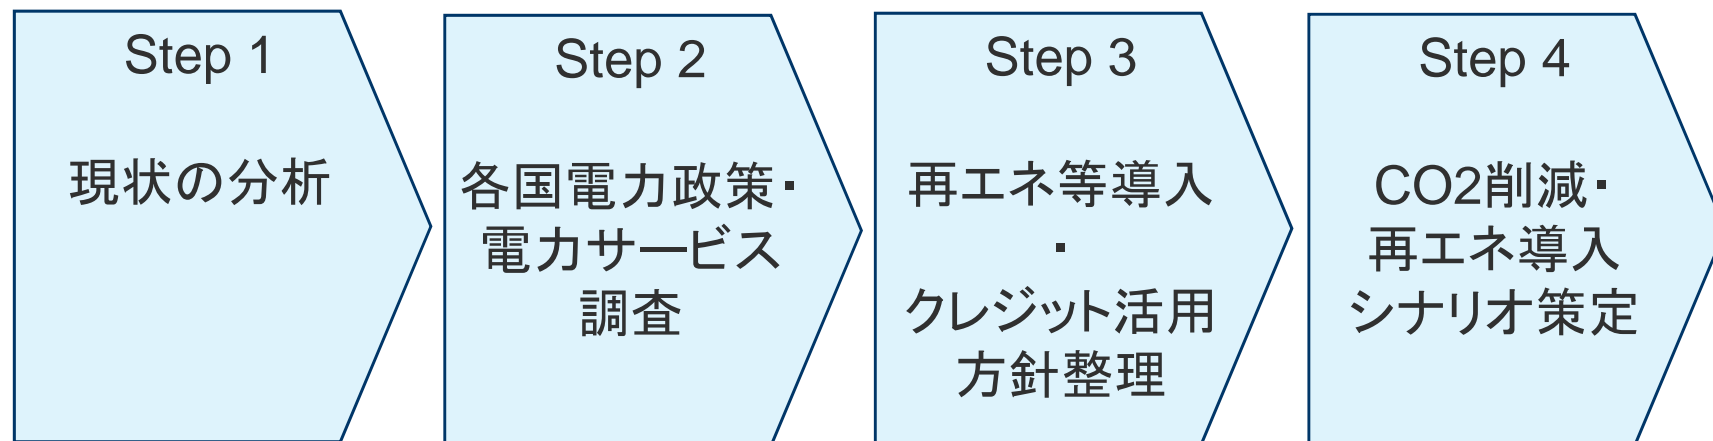 Step 1
現状の分析
Step 2
各国電力政策・
電力サービス
調査
Step 3
再エネ等導入
・
クレジット活用
方針整理
Step 4
CO2削減・
再エネ導入
シナリオ策定